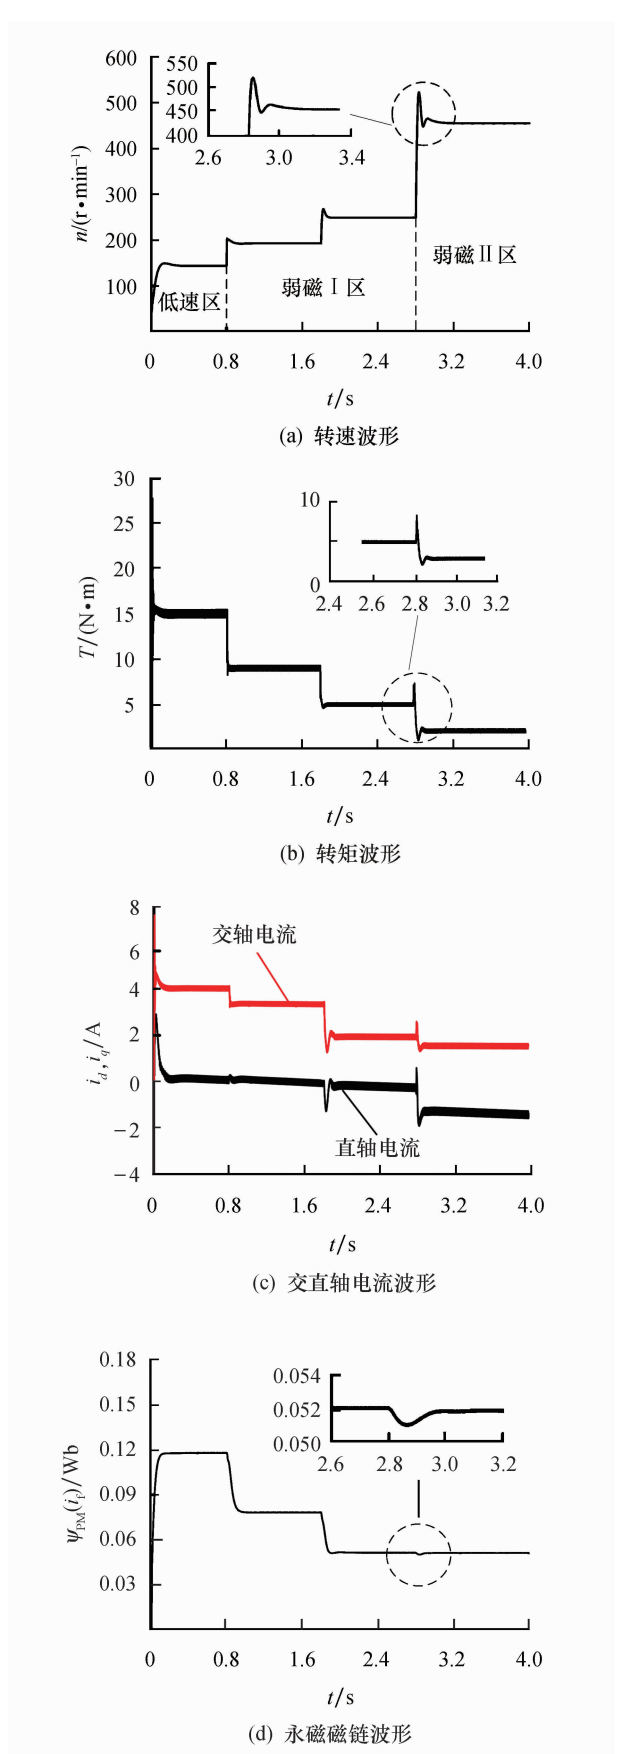 600
500
400
300
200
100
n/(r•min⁻¹)
550
500
450
400
2.6 3.0 3.4
低速区
弱磁Ⅰ区
弱磁Ⅱ区
0 0.8 1.6 2.4 3.2 4.0
t/s
(a) 转速波形
30
25
20
15
10
5
T/(N•m)
10
0
2.4 2.6 2.8 3.0 3.2
0 0.8 1.6 2.4 3.2 4.0
t/s
(b) 转矩波形
8
6
4
2
0
−2
−4
i_d, i_q/A
交轴电流
直轴电流
0 0.8 1.6 2.4 3.2 4.0
t/s
(c) 交直轴电流波形
0.18
0.15
0.12
0.09
0.06
0.03
ψ_PM(i_f)/Wb
0.054
0.052
0.050
2.6 2.8 3.0 3.2
0 0.8 1.6 2.4 3.2 4.0
t/s
(d) 永磁磁链波形